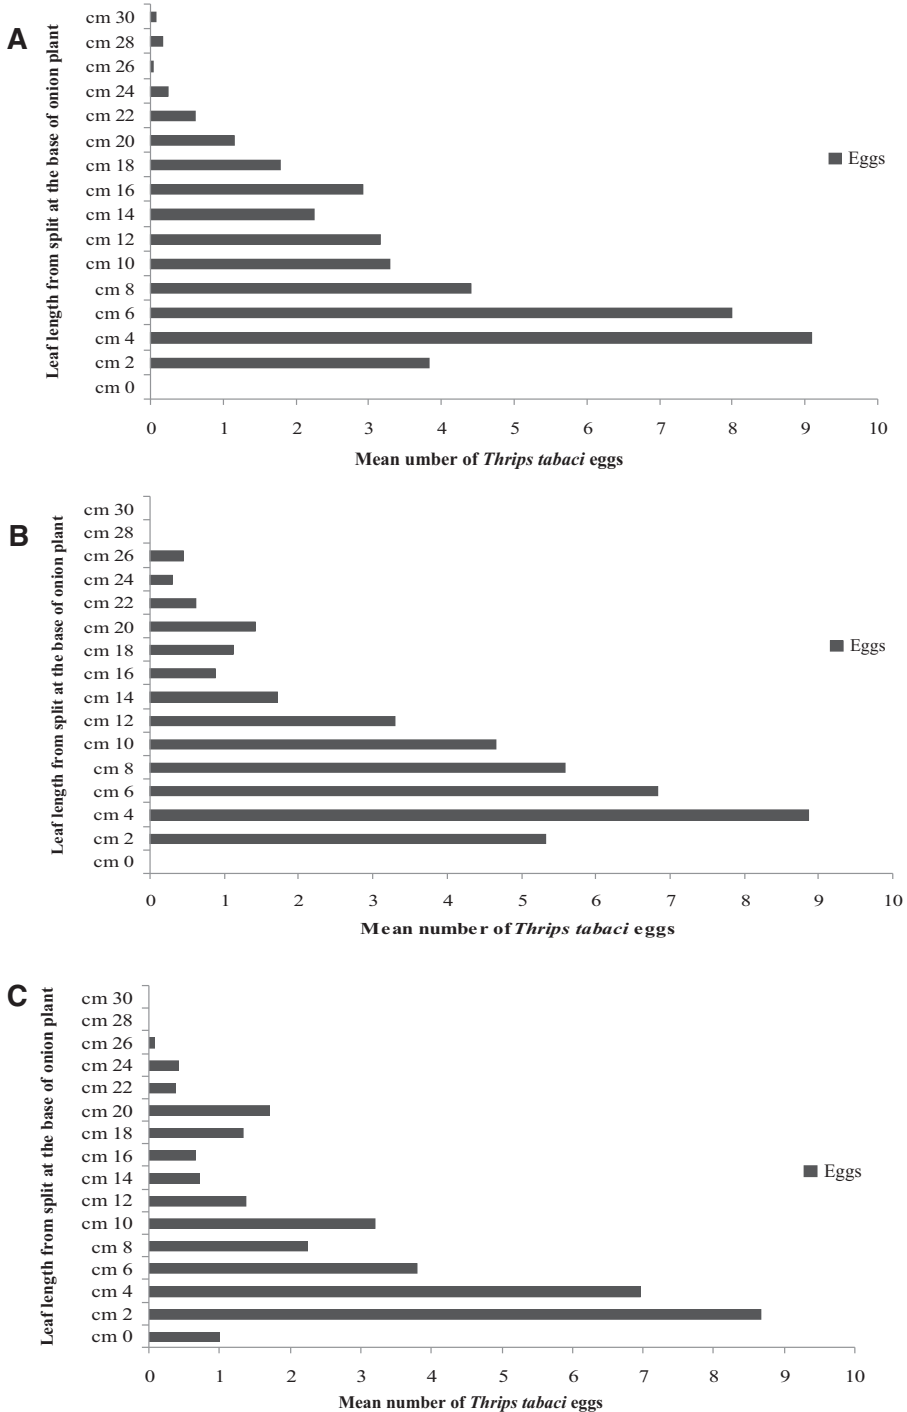 A
Leaf length from split at the base of onion plant
cm 30
cm 28
cm 26
cm 24
cm 22
cm 20
cm 18
cm 16
cm 14
cm 12
cm 10
cm 8
cm 6
cm 4
cm 2
cm 0
Eggs
0 1 2 3 4 5 6 7 8 9 10
Mean umber of Thrips tabaci eggs
B
Leaf length from split at the base of onion plant
cm 30
cm 28
cm 26
cm 24
cm 22
cm 20
cm 18
cm 16
cm 14
cm 12
cm 10
cm 8
cm 6
cm 4
cm 2
cm 0
Eggs
0 1 2 3 4 5 6 7 8 9 10
Mean number of Thrips tabaci eggs
C
Leaf length from split at the base of onion plant
cm 30
cm 28
cm 26
cm 24
cm 22
cm 20
cm 18
cm 16
cm 14
cm 12
cm 10
cm 8
cm 6
cm 4
cm 2
cm 0
Eggs
0 1 2 3 4 5 6 7 8 9 10
Mean number of Thrips tabaci eggs